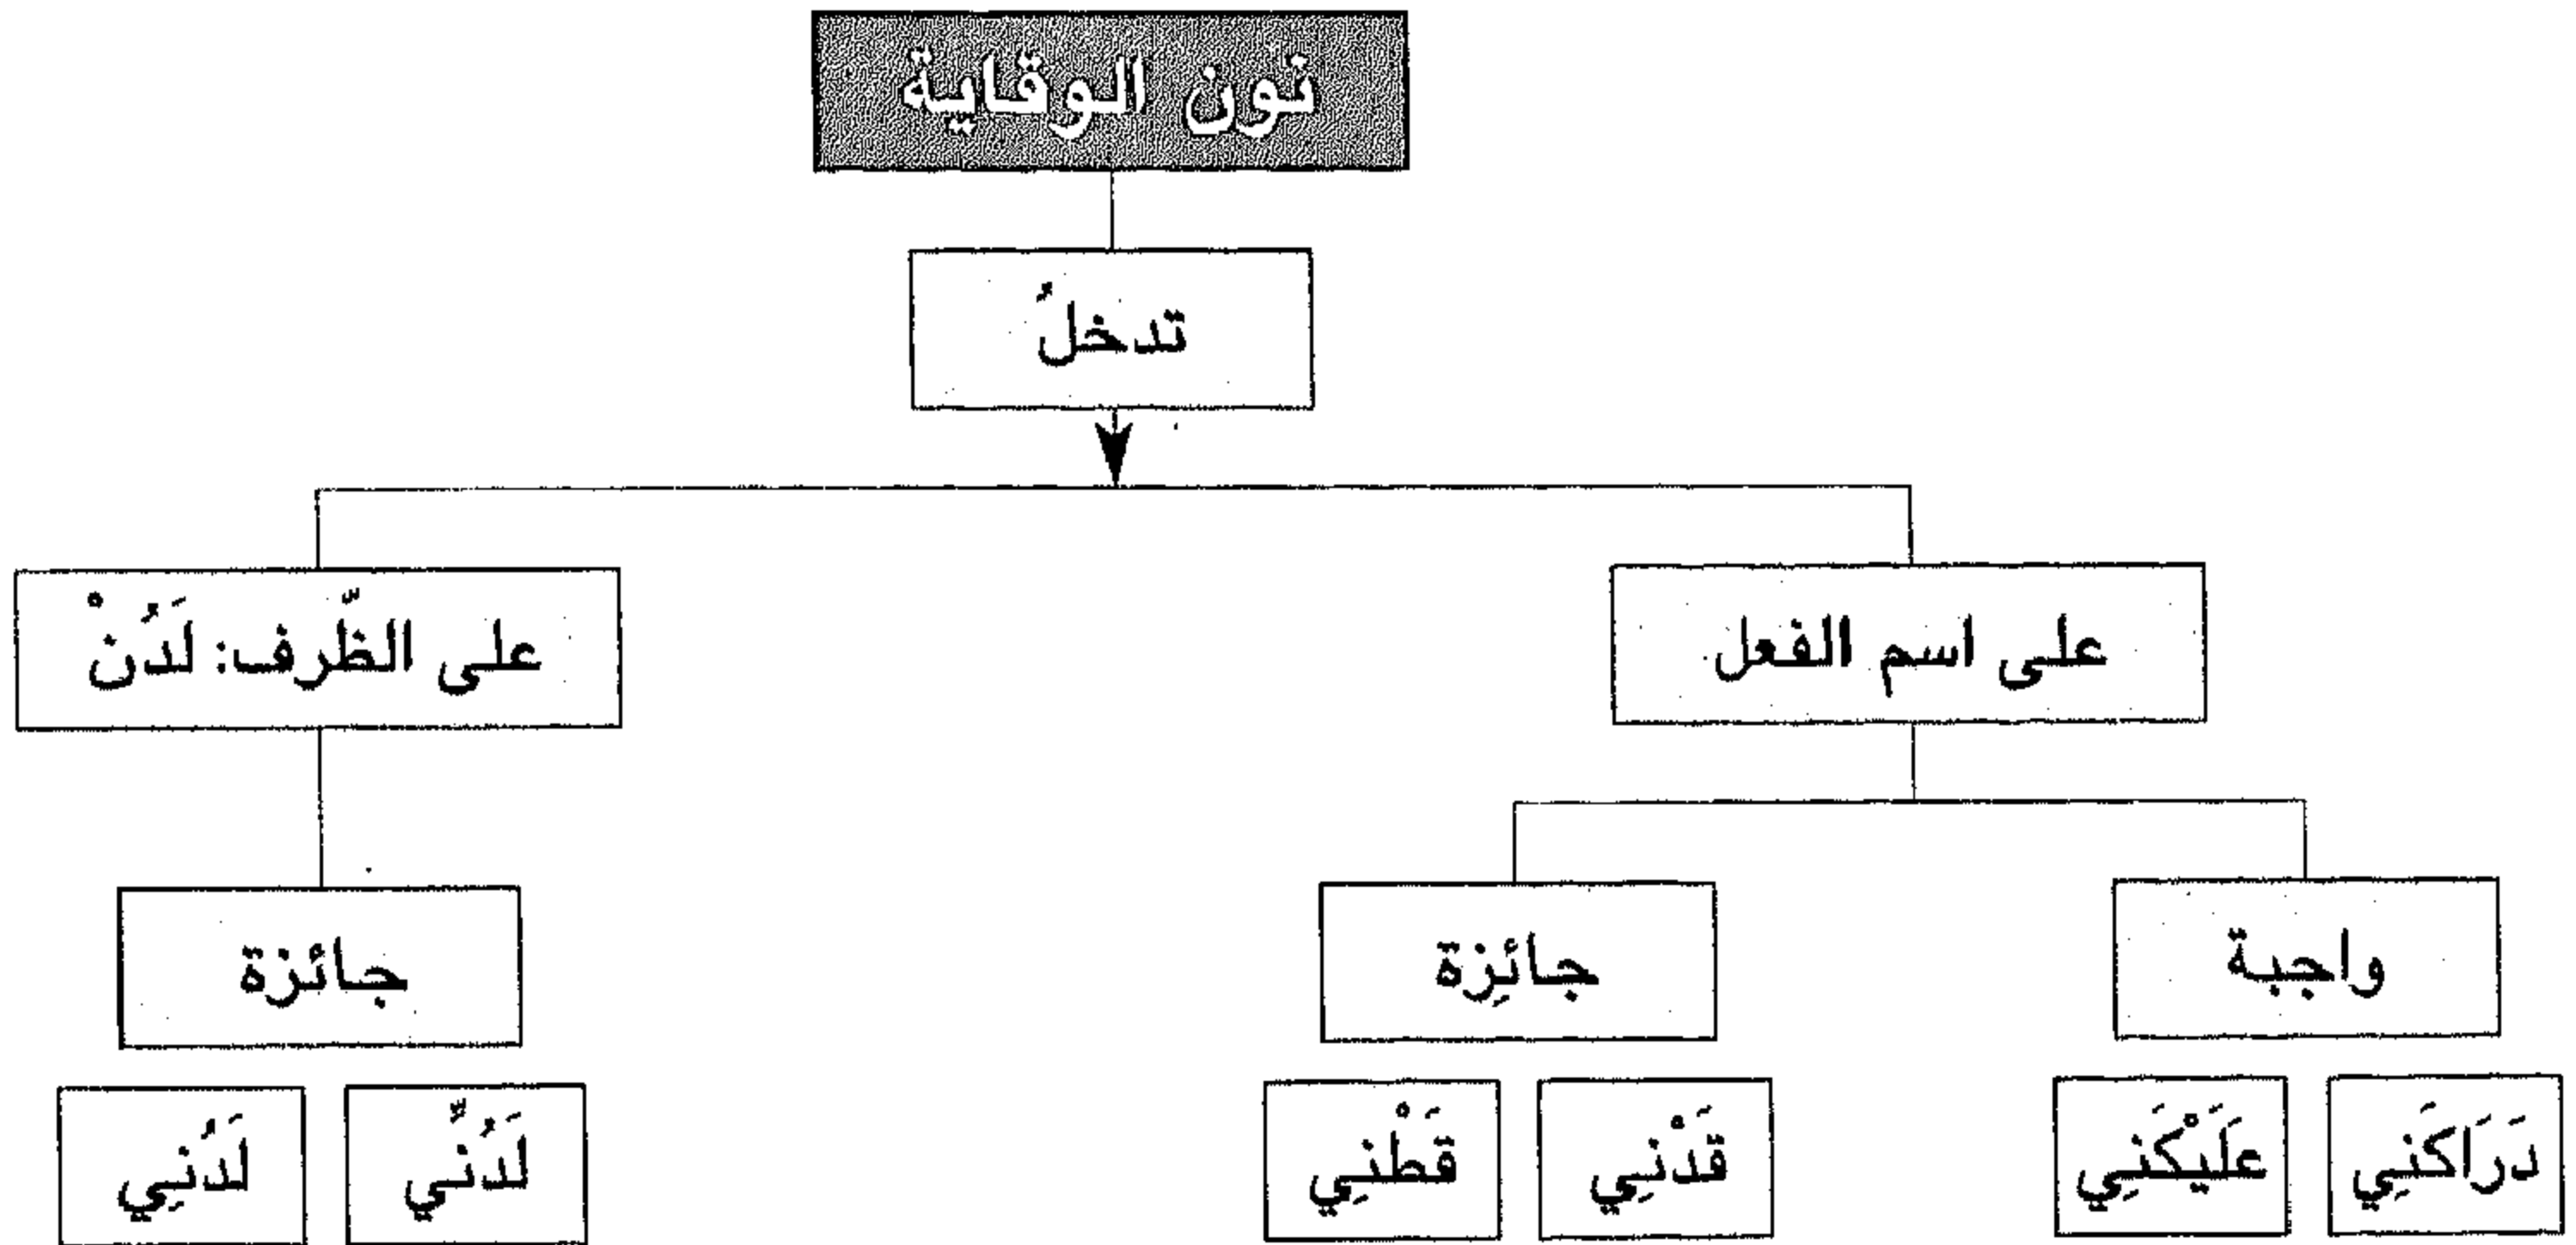 نون الوقاية
تدخلُ
على اسم الفعل
على الظّرف: لَدُنْ
واجبة
جائِزة
جائزة
دَرَاكَنِي
عَلَيْكَنِي
قَدْنِي
قَطْنِي
لَدُنِّي
لَدُنِي